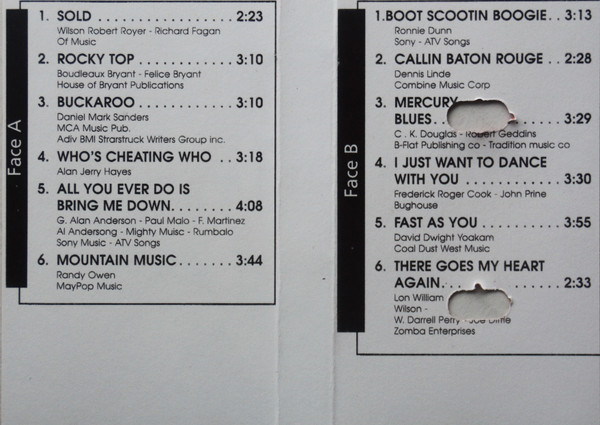 Face A
1. SOLD . . . . . . . . . . . . . . . . . 2:23
Wilson Robert Royer - Richard Fagan
Of Music
2. ROCKY TOP . . . . . . . . . . . . 3:10
Boudleaux Bryant - Felice Bryant
House of Bryant Publications
3. BUCKAROO . . . . . . . . . . . . 3:10
Daniel Mark Sanders
MCA Music Pub.
Adiv BMI Strarstruck Writers Group inc.
4. WHO'S CHEATING WHO . . 3:18
Alan Jerry Hayes
5. ALL YOU EVER DO IS
BRING ME DOWN. . . . . . . . 4:08
G. Alan Anderson - Paul Malo - F. Martinez
Al Andersong - Mighty Muisc - Rumbalo
Sony Music - ATV Songs
6. MOUNTAIN MUSIC . . . . . . . 3:44
Randy Owen
MayPop Music
Face B
1.BOOT SCOOTIN BOOGIE. . 3:13
Ronnie Dunn
Sony - ATV Songs
2. CALLIN BATON ROUGE . . 2:28
Dennis Linde
Combine Music Corp
3. MERCURY
BLUES. . . . . . . . . 3:29
C . K. Douglas - Robert Geddins
B-Flat Publishing co - Tradition music co
4. I JUST WANT TO DANCE
WITH YOU . . . . . . . . . . . . . 3:30
Frederick Roger Cook - John Prine
Bughouse
5. FAST AS YOU . . . . . . . . . . . 3:55
David Dwight Yoakam
Coal Dust West Music
6. THERE GOES MY HEART
AGAIN. . . . . . . . . . . . . . . . 2:33
Lon William
Wilson -
W. Darrell Perry - Joe Diffie
Zomba Enterprises